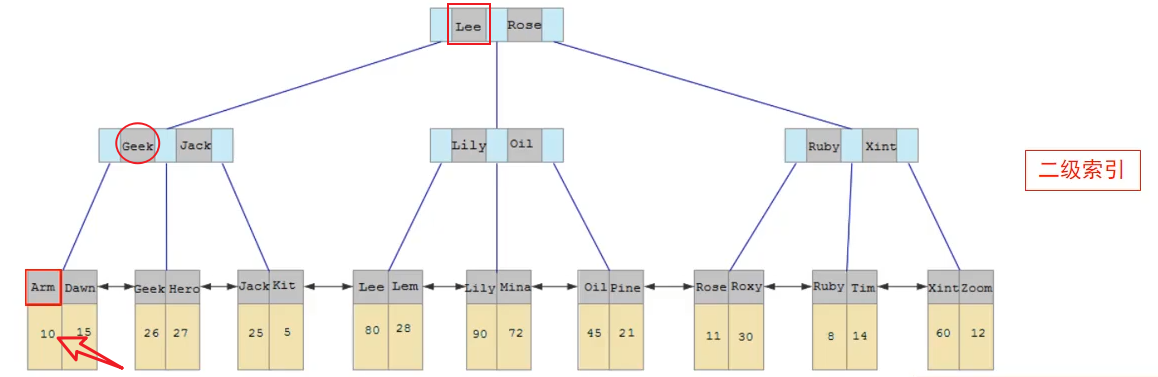 Lee Rose
Geek Jack Lily Oil Ruby Xint
二级索引
Arm Dawn Geek Hero Jack Kit Lee Lem Lily Mina Oil Pine Rose Roxy Ruby Tim Xint Zoom
10 15 26 27 25 5 80 28 90 72 45 21 11 30 8 14 60 12